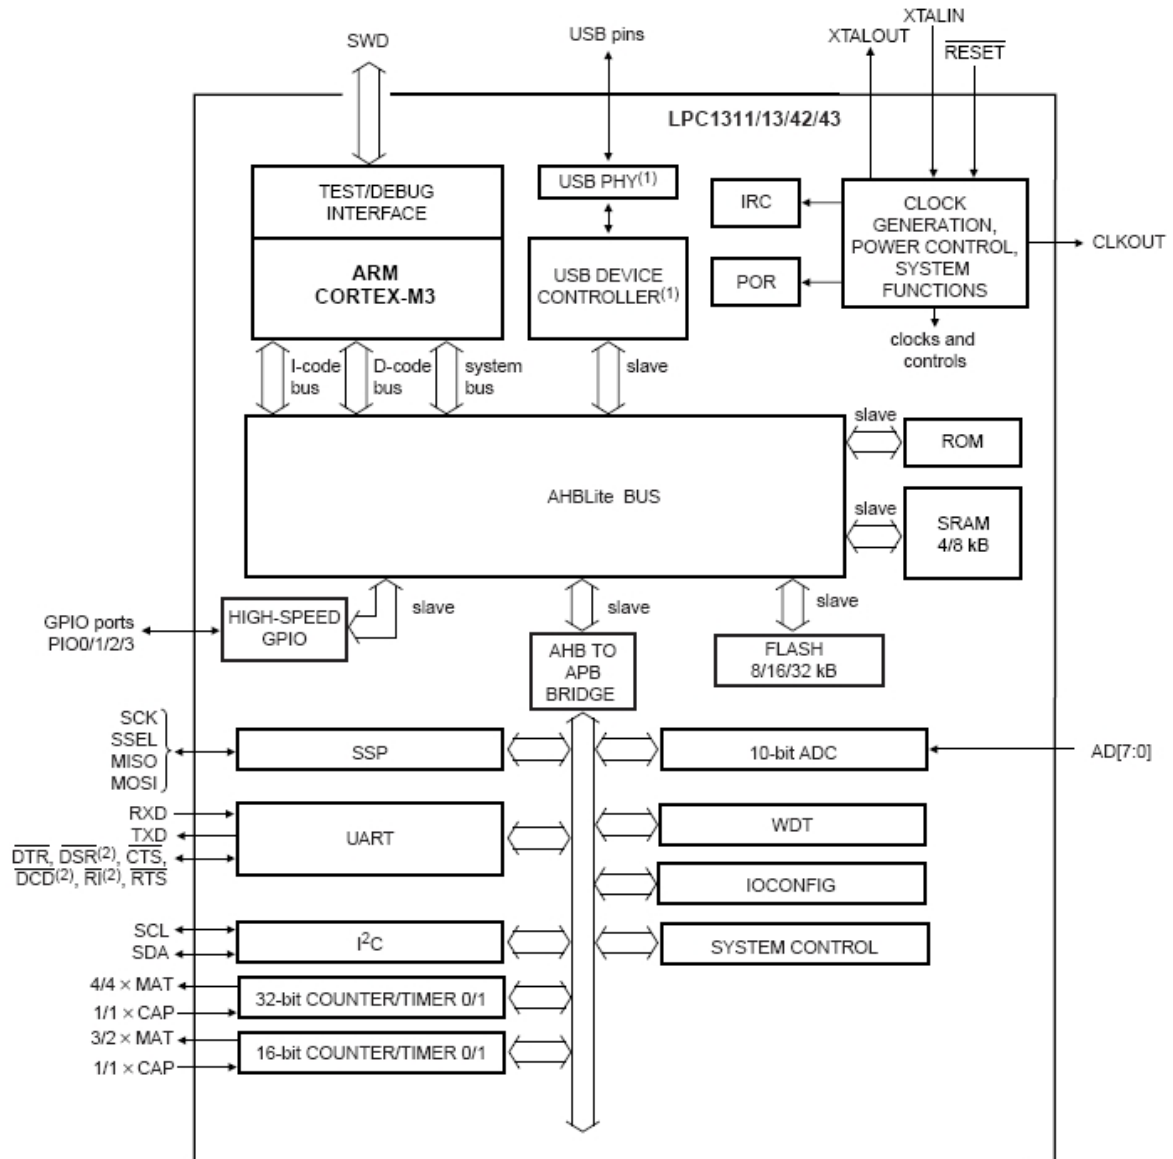 XTALIN
XTALOUT
RESET
SWD
USB pins
LPC1311/13/42/43
TEST/DEBUG
INTERFACE
USB PHY(1)
IRC
CLOCK
GENERATION,
POWER CONTROL,
SYSTEM
FUNCTIONS
CLKOUT
ARM
CORTEX-M3
USB DEVICE
CONTROLLER(1)
POR
clocks and
controls
I-code
bus
D-code
bus
system
bus
slave
slave
ROM
AHBLite BUS
slave
SRAM
4/8 kB
GPIO ports
PIO0/1/2/3
HIGH-SPEED
GPIO
slave
slave
slave
AHB TO
APB
BRIDGE
FLASH
8/16/32 kB
SCK
SSEL
MISO
MOSI
SSP
10-bit ADC
AD[7:0]
RXD
TXD
DTR, DSR(2), CTS,
DCD(2), RI(2), RTS
UART
WDT
IOCONFIG
SCL
SDA
I2C
SYSTEM CONTROL
4/4 × MAT
1/1 × CAP
32-bit COUNTER/TIMER 0/1
3/2 × MAT
1/1 × CAP
16-bit COUNTER/TIMER 0/1